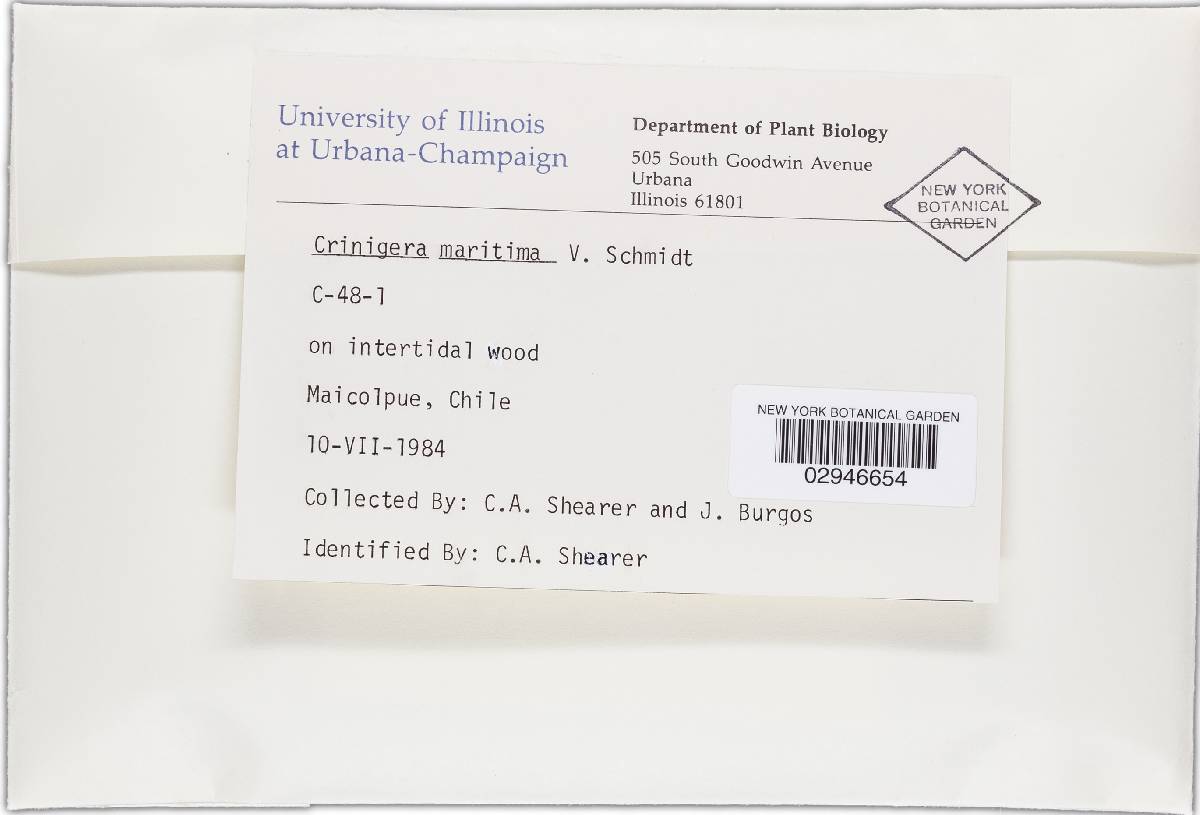 University of Illinois
at Urbana-Champaign
Department of Plant Biology
505 South Goodwin Avenue
Urbana
Illinois 61801
NEW YORK
BOTANICAL
GARDEN
Crinigera maritima V. Schmidt
C-48-1
on intertidal wood
Maicolpue, Chile
10-VII-1984
Collected By: C.A. Shearer and J. Burgos
Identified By: C.A. Shearer
NEW YORK BOTANICAL GARDEN
02946654